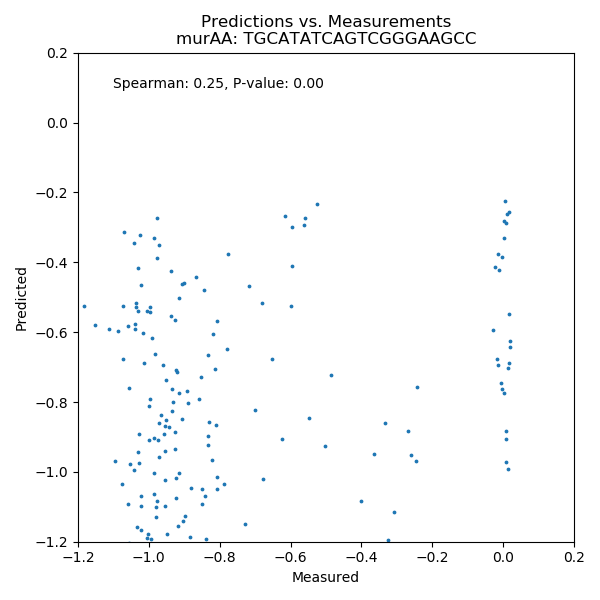 Predictions vs. Measurements
murAA: TGCATATCAGTCGGGAAGCC
0.2
Spearman: 0.25, P-value: 0.00
0.0
−0.2
−0.4
Predicted
−0.6
−0.8
−1.0
−1.2
−1.2 −1.0 −0.8 −0.6 −0.4 −0.2 0.0 0.2
Measured